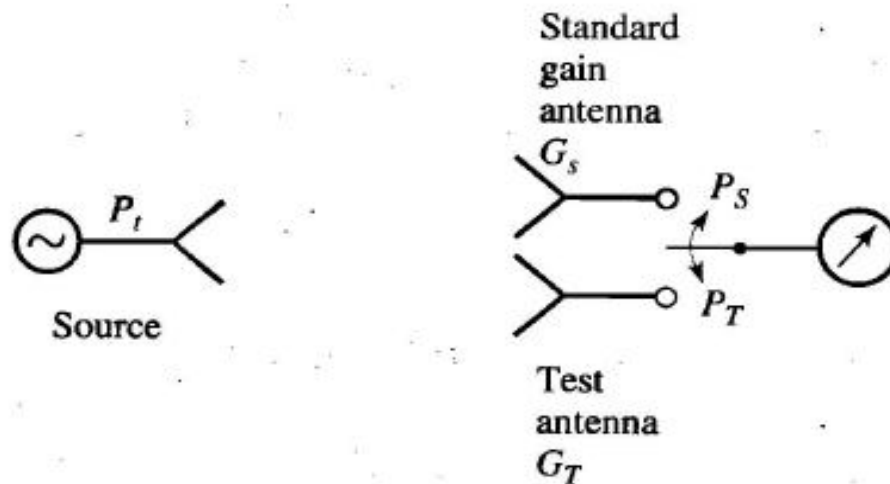 Standard
gain
antenna
G_s
P_t
P_S
Source
P_T
Test
antenna
G_T